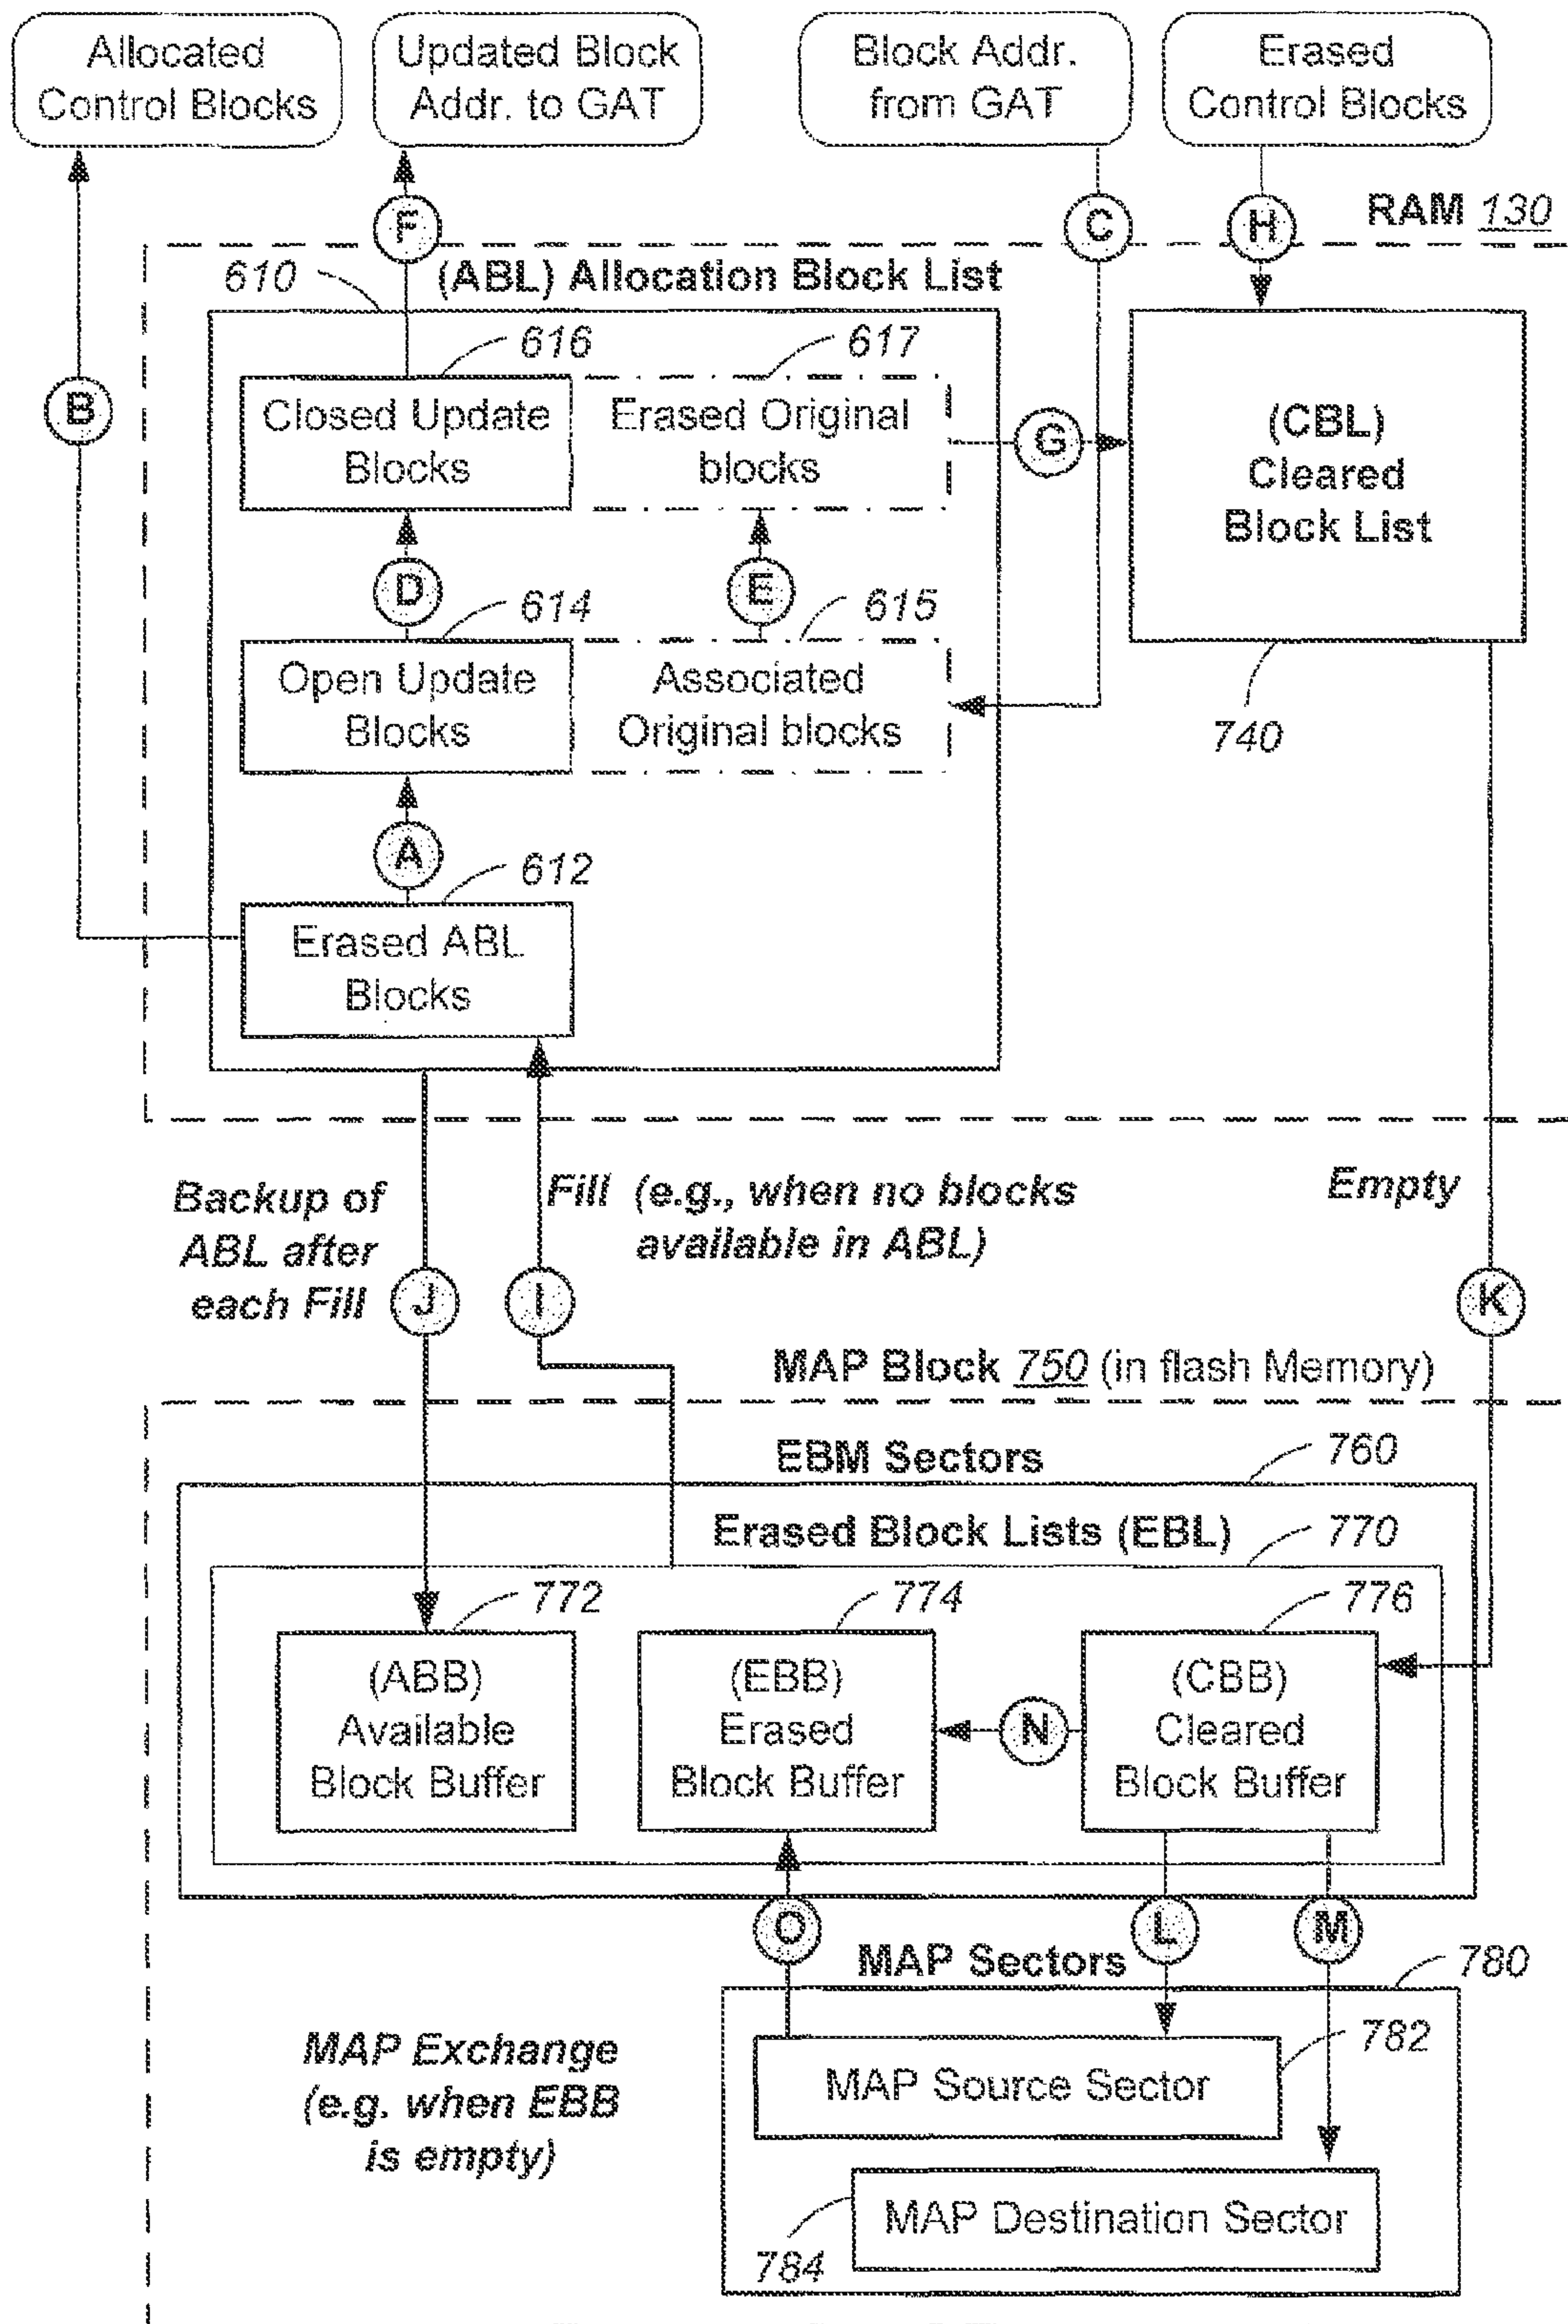 Allocated
Control Blocks
Updated Block
Addr. to GAT
Block Addr.
from GAT
Erased
Control Blocks
F
C
H
RAM 130
610
(ABL) Allocation Block List
616
617
B
Closed Update
Blocks
Erased Original
blocks
G
(CBL)
Cleared
Block List
D
614
E
615
Open Update
Blocks
Associated
Original blocks
740
A
612
Erased ABL
Blocks
Backup of
ABL after
each Fill
J
I
Fill (e.g., when no blocks
available in ABL)
Empty
K
MAP Block 750 (in flash Memory)
EBM Sectors
760
Erased Block Lists (EBL)
770
772
774
776
(ABB)
Available
Block Buffer
(EBB)
Erased
Block Buffer
N
(CBB)
Cleared
Block Buffer
O
L
M
MAP Sectors
780
MAP Exchange
(e.g. when EBB
is empty)
782
MAP Source Sector
MAP Destination Sector
784